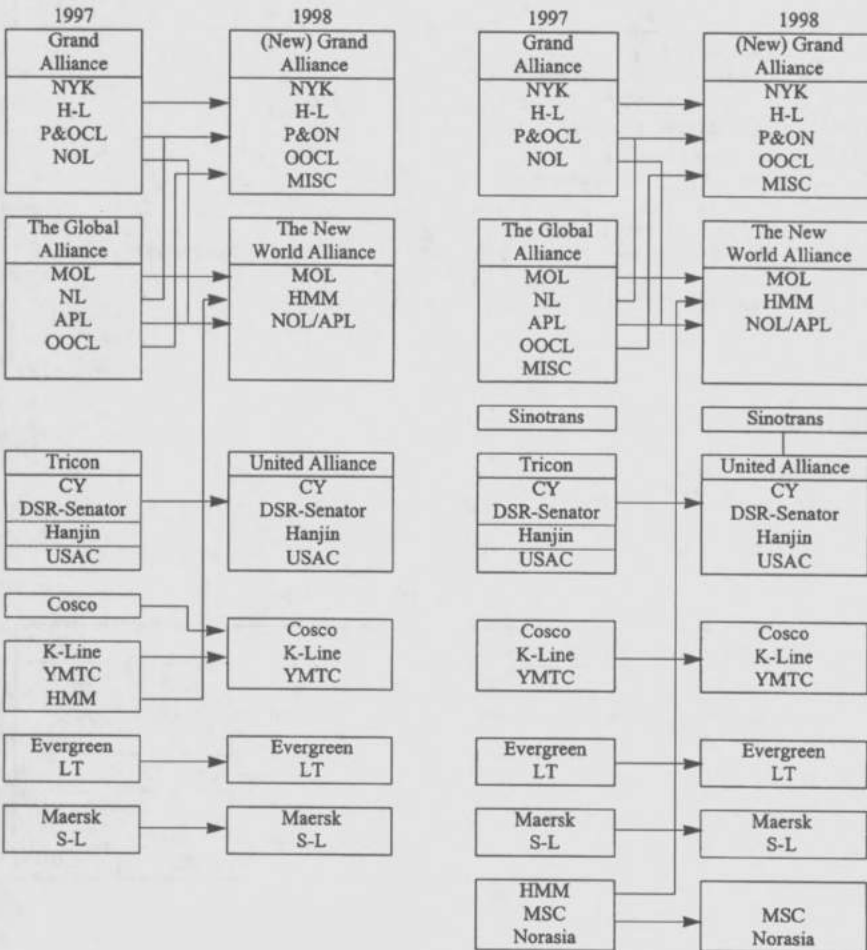 1997
Grand
Alliance
NYK
H-L
P&OCL
NOL
The Global
Alliance
MOL
NL
APL
OOCL
Tricon
CY
DSR-Senator
Hanjin
USAC
Cosco
K-Line
YMTC
HMM
Evergreen
LT
Maersk
S-L
1998
(New) Grand
Alliance
NYK
H-L
P&ON
OOCL
MISC
The New
World Alliance
MOL
HMM
NOL/APL
United Alliance
CY
DSR-Senator
Hanjin
USAC
Cosco
K-Line
YMTC
Evergreen
LT
Maersk
S-L
1997
Grand
Alliance
NYK
H-L
P&OCL
NOL
The Global
Alliance
MOL
NL
APL
OOCL
MISC
Sinotrans
Tricon
CY
DSR-Senator
Hanjin
USAC
Cosco
K-Line
YMTC
Evergreen
LT
Maersk
S-L
HMM
MSC
Norasia
1998
(New) Grand
Alliance
NYK
H-L
P&ON
OOCL
MISC
The New
World Alliance
MOL
HMM
NOL/APL
Sinotrans
United Alliance
CY
DSR-Senator
Hanjin
USAC
Cosco
K-Line
YMTC
Evergreen
LT
Maersk
S-L
MSC
Norasia